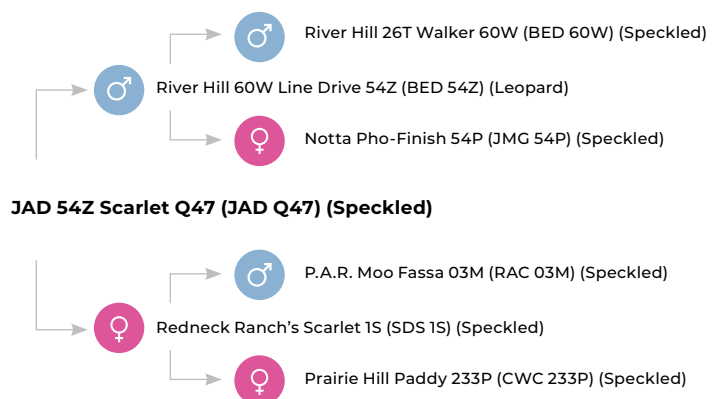 River Hill 26T Walker 60W (BED 60W) (Speckled)
River Hill 60W Line Drive 54Z (BED 54Z) (Leopard)
Notta Pho-Finish 54P (JMG 54P) (Speckled)
JAD 54Z Scarlet Q47 (JAD Q47) (Speckled)
P.A.R. Moo Fassa 03M (RAC 03M) (Speckled)
Redneck Ranch’s Scarlet 1S (SDS 1S) (Speckled)
Prairie Hill Paddy 233P (CWC 233P) (Speckled)